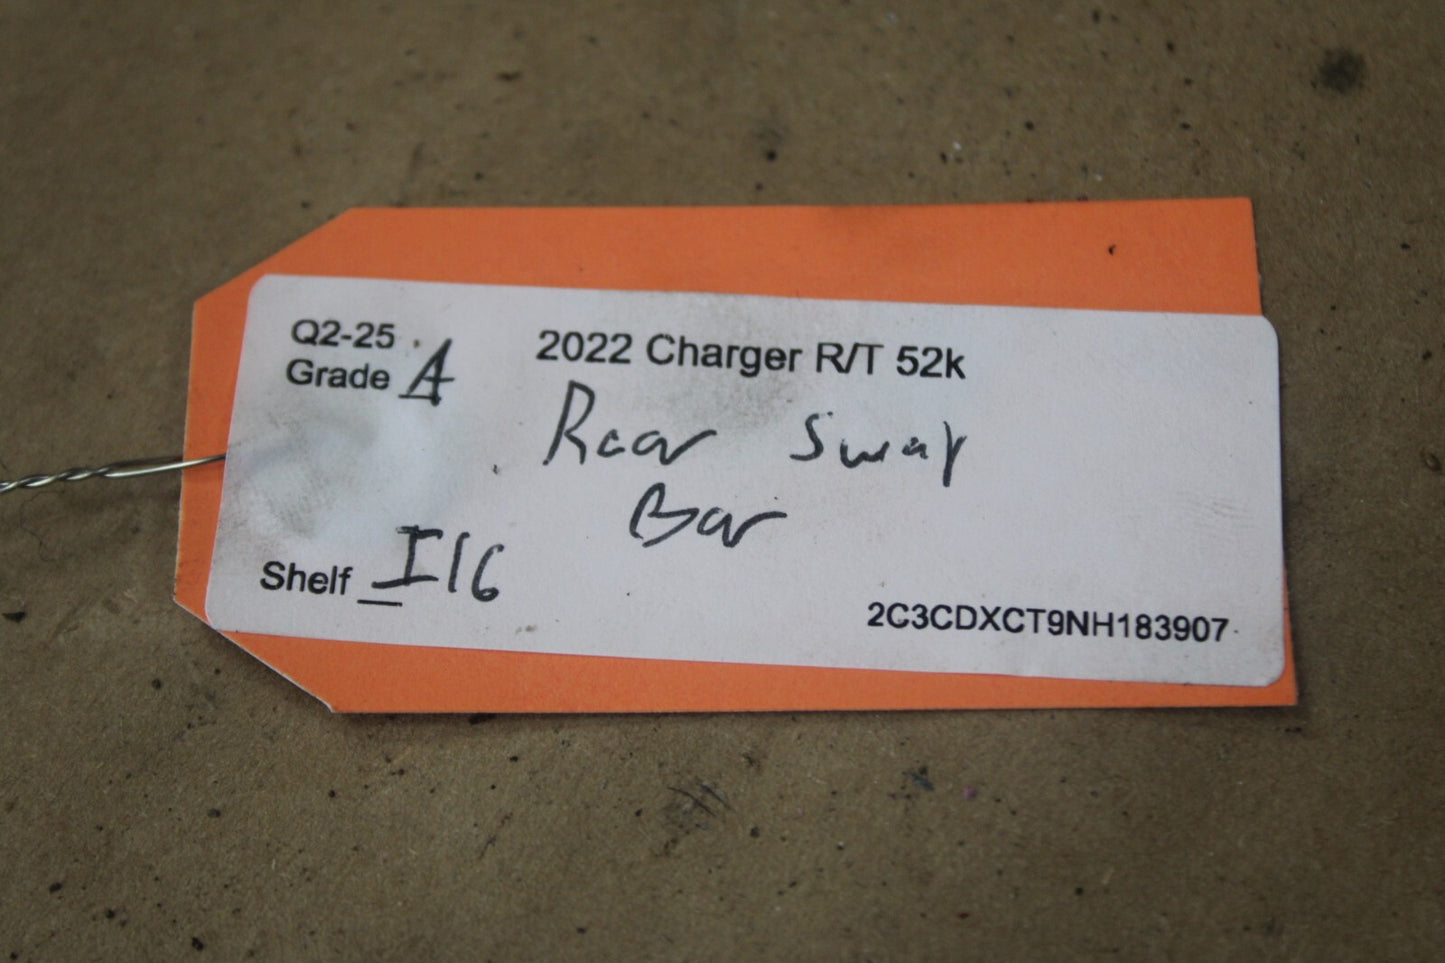 Q2-25
Grade A
2022 Charger R/T 52k
Rear Sway
Bar
Shelf I16
2C3CDXCT9NH183907